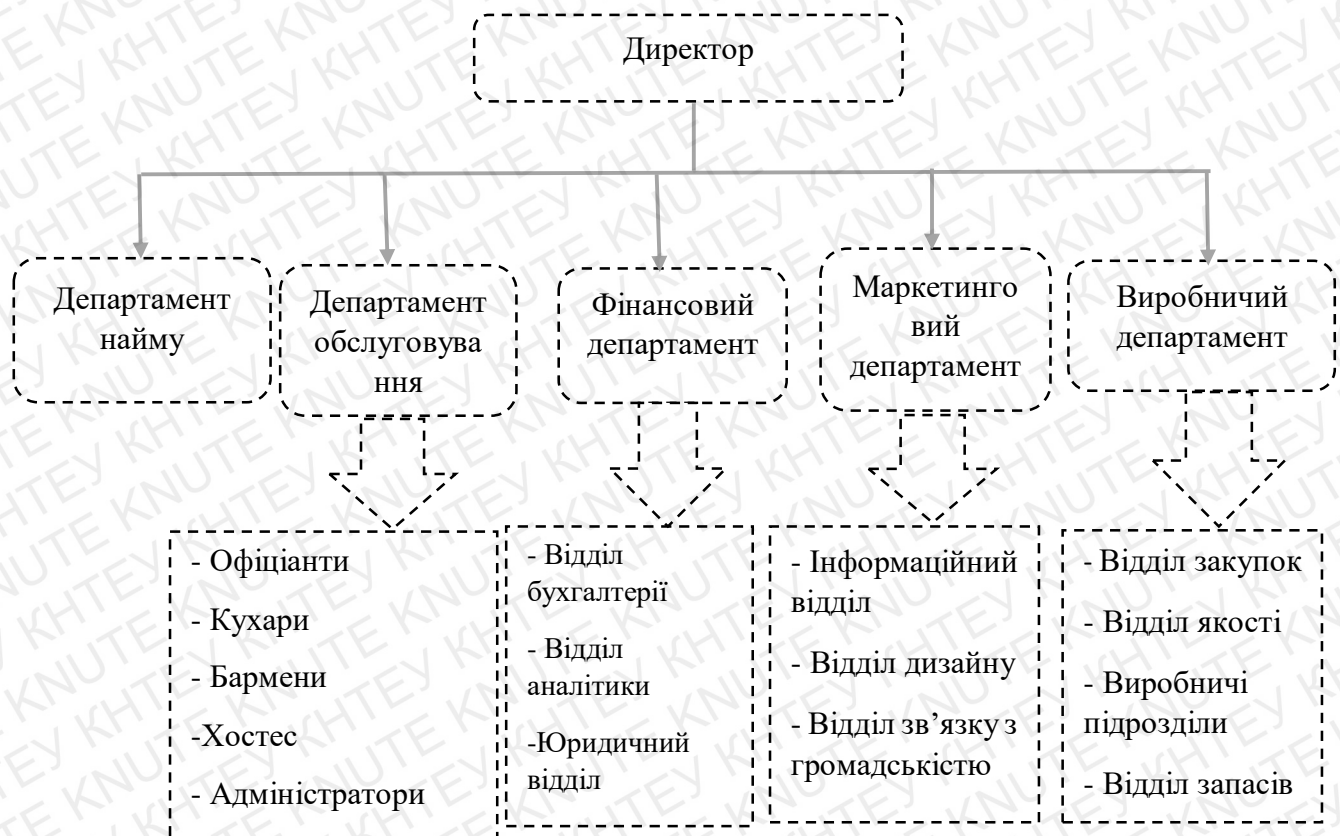 Директор
Департамент
найму
Департамент
обслуговува
ння
Фінансовий
департамент
Маркетинго
вий
департамент
Виробничий
департамент
- Офіціанти
- Кухари
- Бармени
-Хостес
- Адміністратори
- Відділ
бухгалтерії
- Відділ
аналітики
-Юридичний
відділ
- Інформаційний
відділ
- Відділ дизайну
- Відділ зв’язку з
громадськістю
- Відділ закупок
- Відділ якості
- Виробничі
підрозділи
- Відділ запасів